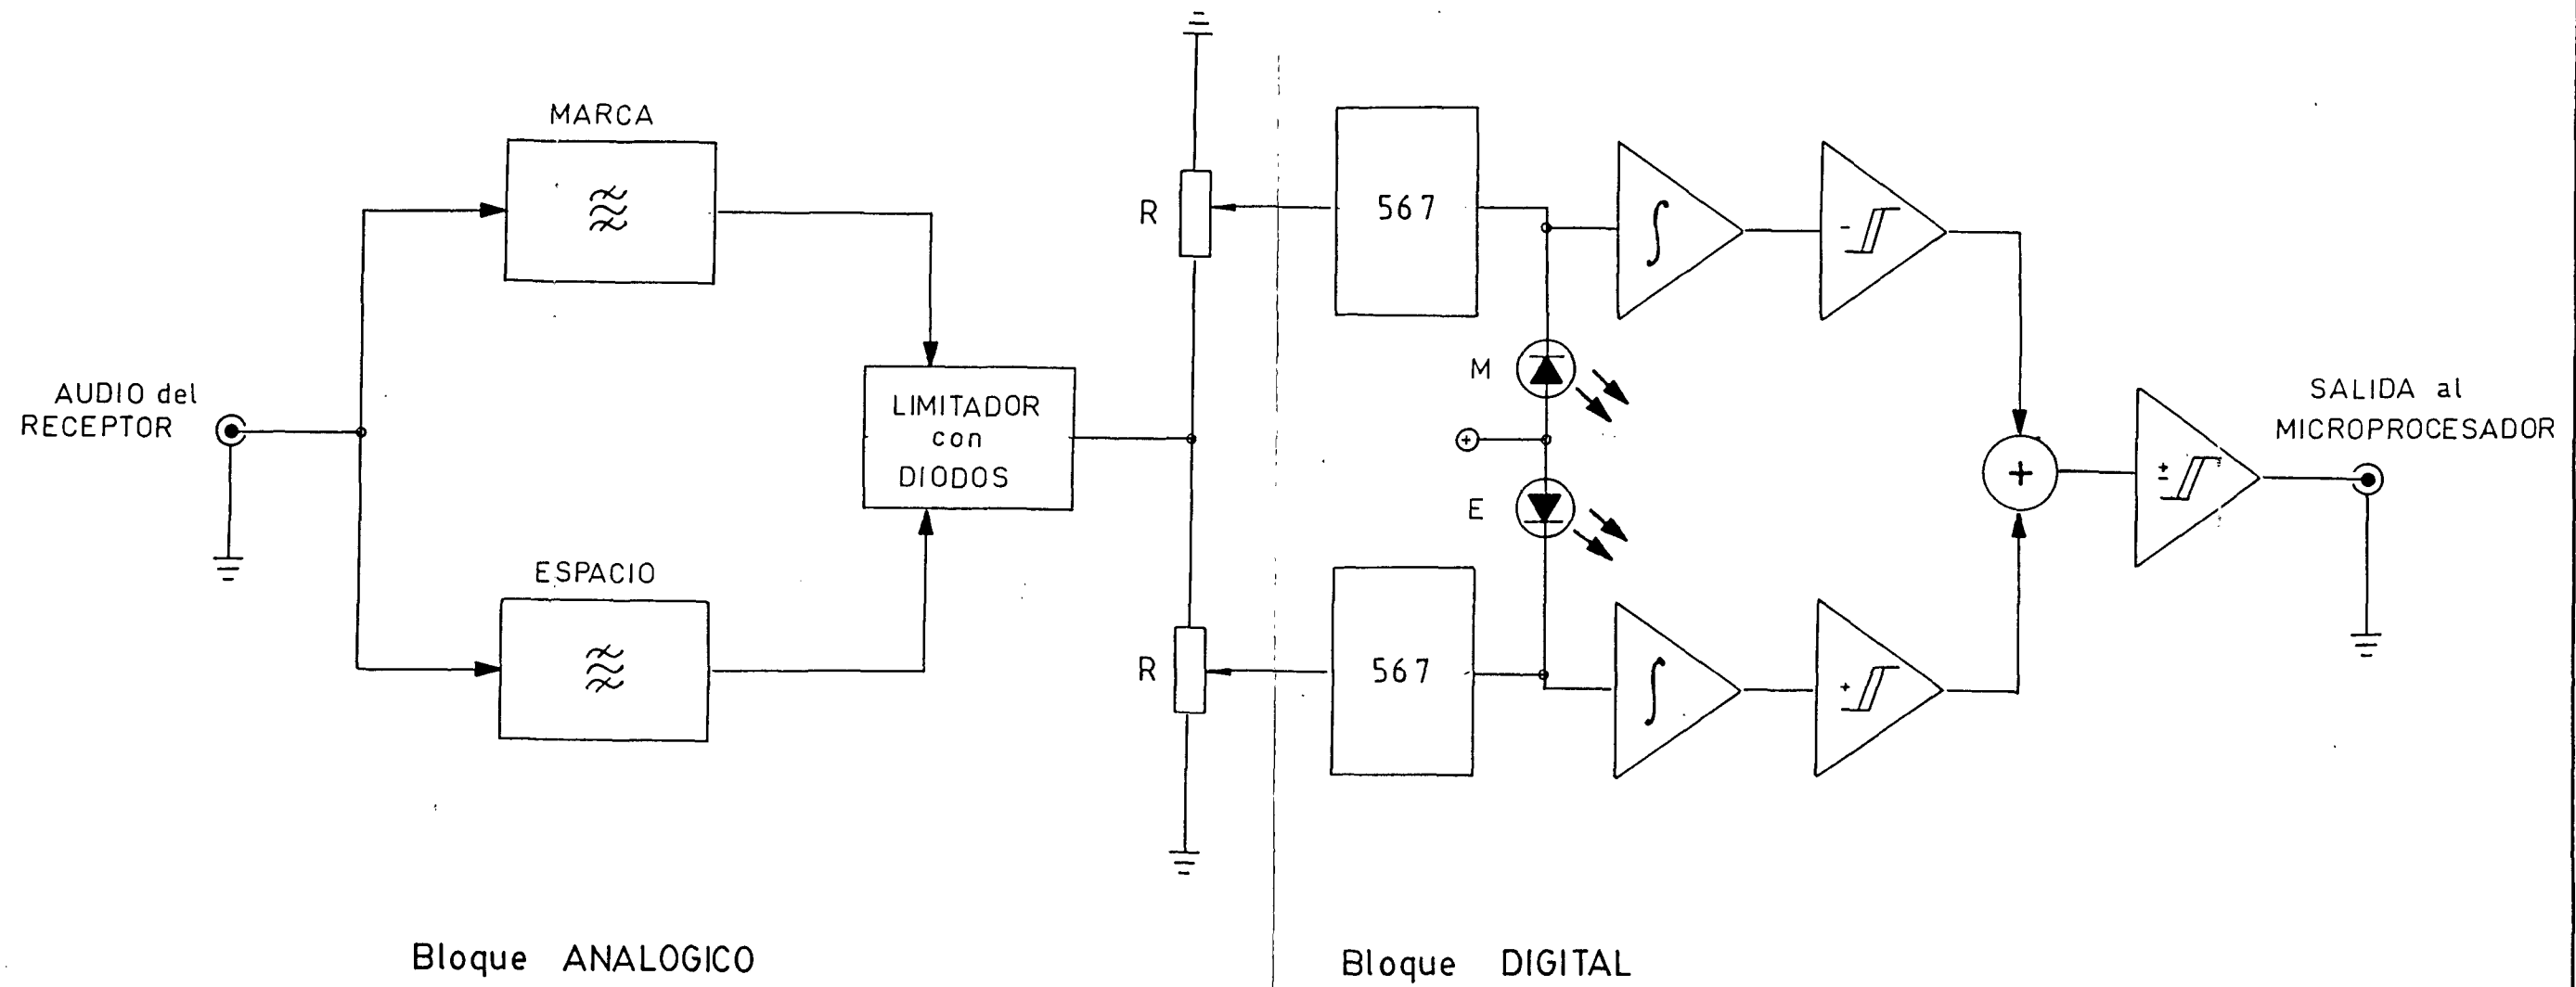 MARCA
AUDIO del
RECEPTOR
LIMITADOR
con
DIODOS
ESPACIO
R
R
567
567
M
E
SALIDA al
MICROPROCESADOR
Bloque ANALOGICO
Bloque DIGITAL